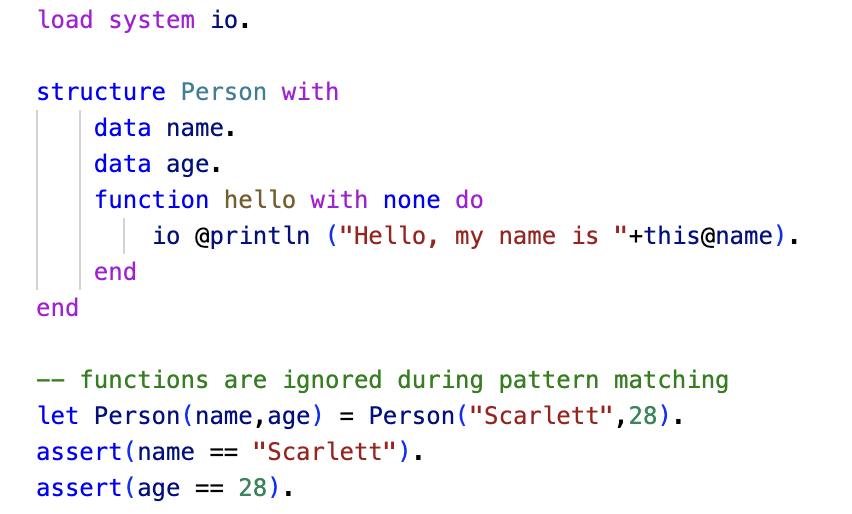 load system io.
structure Person with
data name.
data age.
function hello with none do
io @println ("Hello, my name is "+this@name).
end
end
-- functions are ignored during pattern matching
let Person(name,age) = Person("Scarlett",28).
assert(name == "Scarlett").
assert(age == 28).